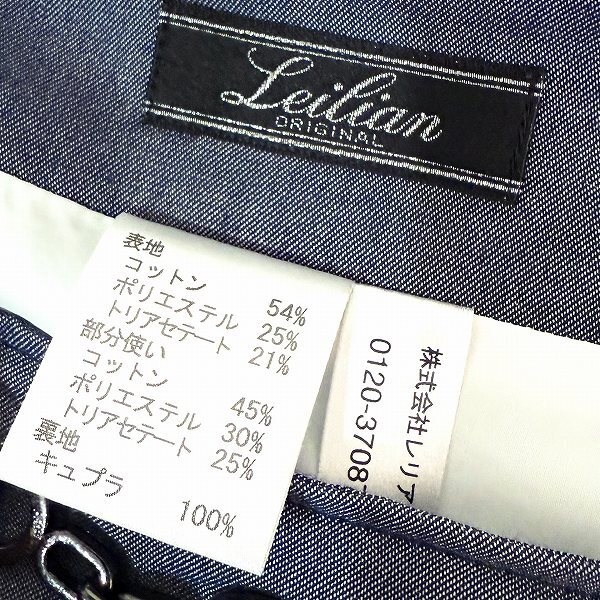 Leilian
ORIGINAL
表地
コットン 54%
ポリエステル 25%
トリアセテート 21%
部分使い
コットン 45%
ポリエステル 30%
トリアセテート 25%
裏地
キュプラ 100%
株式会社レリア
0120-3708